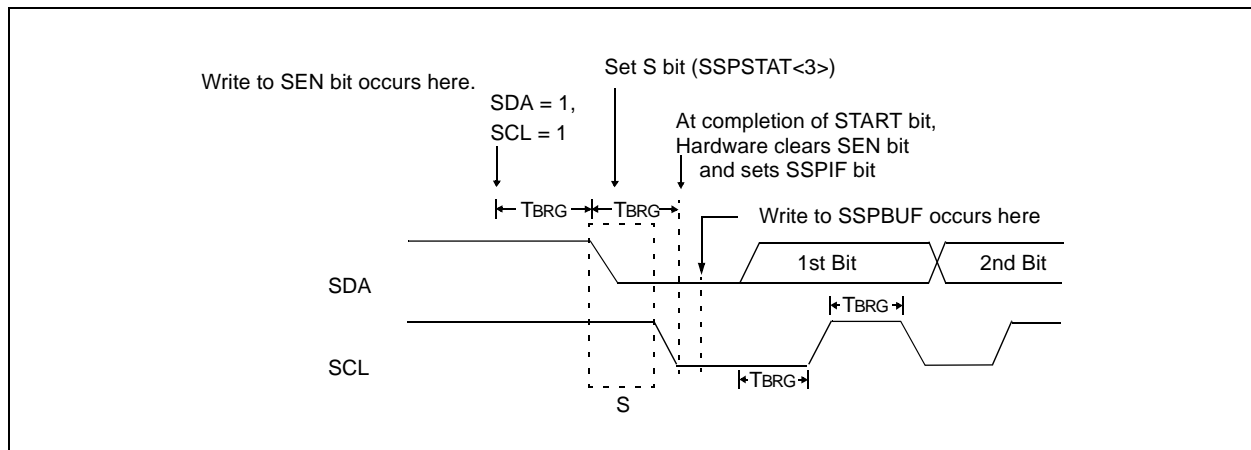 Set S bit (SSPSTAT<3>)
Write to SEN bit occurs here.
SDA = 1,
SCL = 1
At completion of START bit,
Hardware clears SEN bit
and sets SSPIF bit
TBRG
TBRG
Write to SSPBUF occurs here
1st Bit
2nd Bit
SDA
TBRG
SCL
TBRG
S